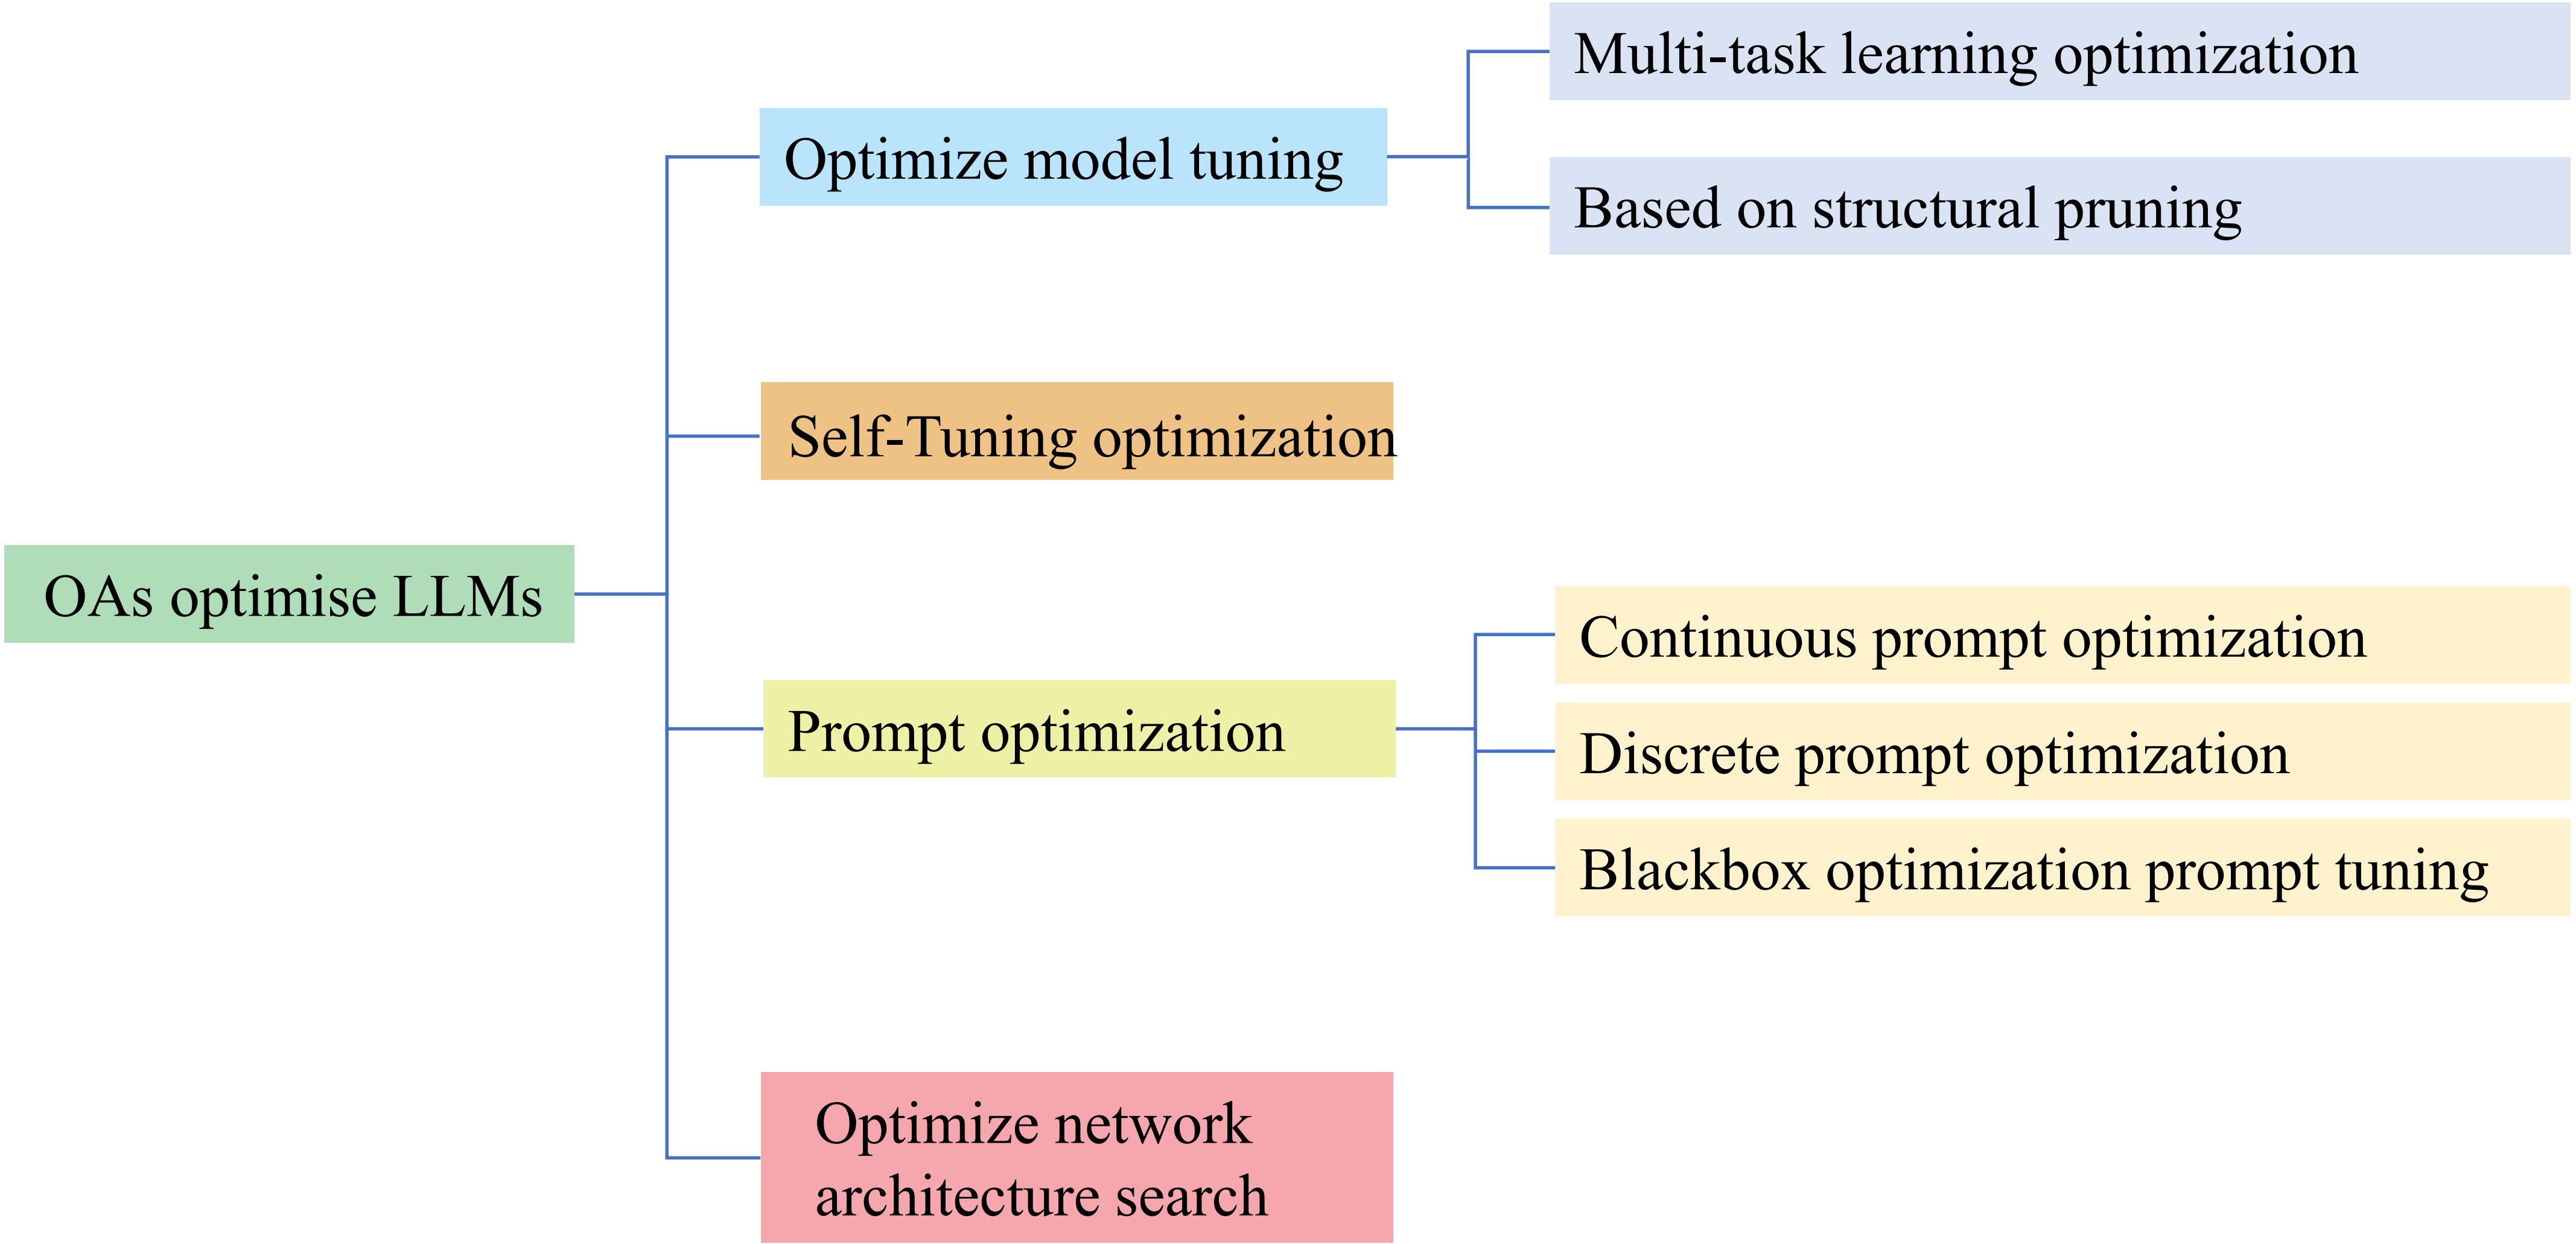 Multi-task learning optimization
Optimize model tuning
Based on structural pruning
Self-Tuning optimization
OAs optimise LLMs
Continuous prompt optimization
Prompt optimization
Discrete prompt optimization
Blackbox optimization prompt tuning
Optimize network
architecture search